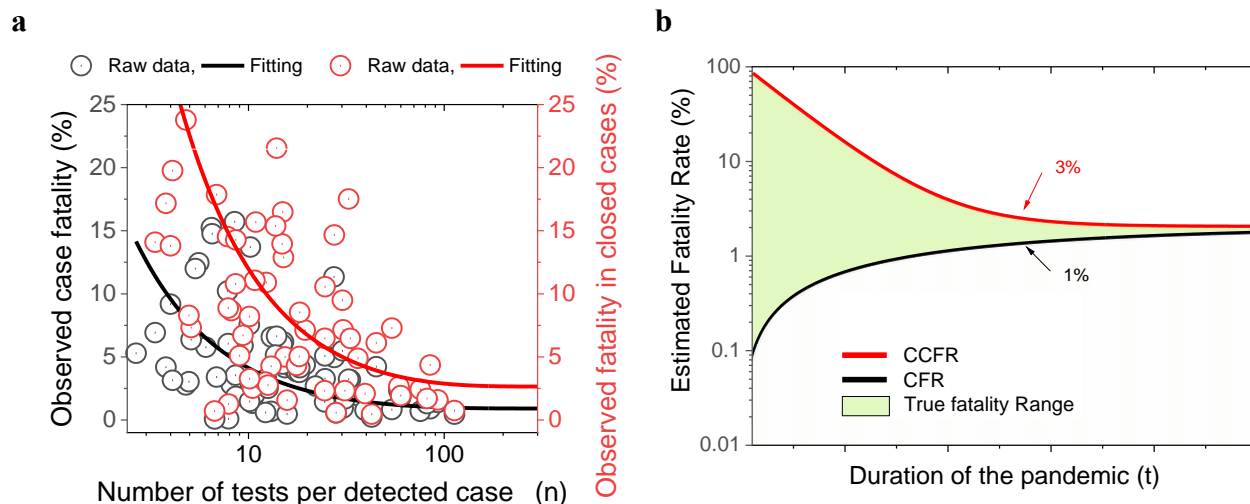 a
Raw data, Fitting Raw data, Fitting
25 25
20 20
15 15
10 10
5 5
0 0
10 100
Observed case fatality (%)
Observed fatality in closed cases (%)
Number of tests per detected case (n)
b
100
10
1
0.1
0.01
Estimated Fatality Rate (%)
3%
1%
CCFR
CFR
True fatality Range
Duration of the pandemic (t)